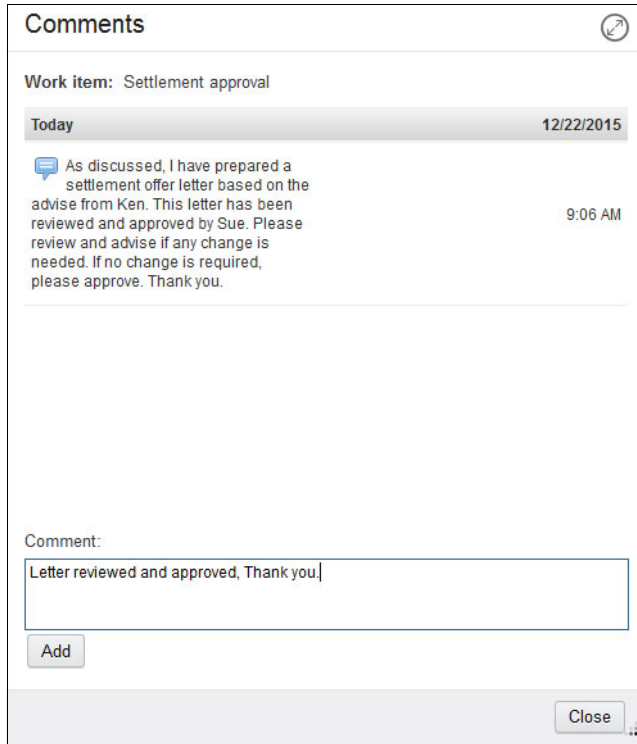 Comments
Work item: Settlement approval
Today 12/22/2015
As discussed, I have prepared a
settlement offer letter based on the
advise from Ken. This letter has been
reviewed and approved by Sue. Please
review and advise if any change is
needed. If no change is required,
please approve. Thank you.
9:06 AM
Comment:
Letter reviewed and approved, Thank you.
Add
Close